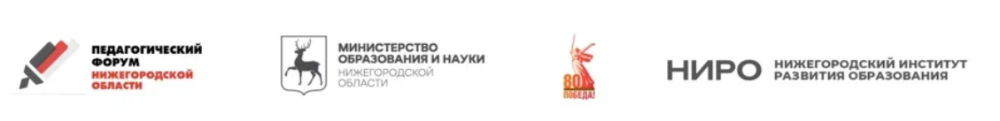 ПЕДАГОГИЧЕСКИЙ
ФОРУМ
НИЖЕГОРОДСКОЙ
ОБЛАСТИ
МИНИСТЕРСТВО
ОБРАЗОВАНИЯ И НАУКИ
НИЖЕГОРОДСКОЙ
ОБЛАСТИ
80
ПОБЕДА!
НИРО
НИЖЕГОРОДСКИЙ ИНСТИТУТ
РАЗВИТИЯ ОБРАЗОВАНИЯ